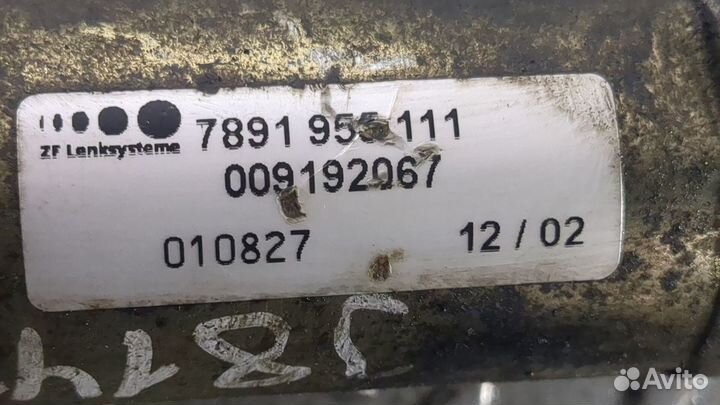 ZF Lenksysteme 7891 955 111
009192067
010827 12 / 02
Avito